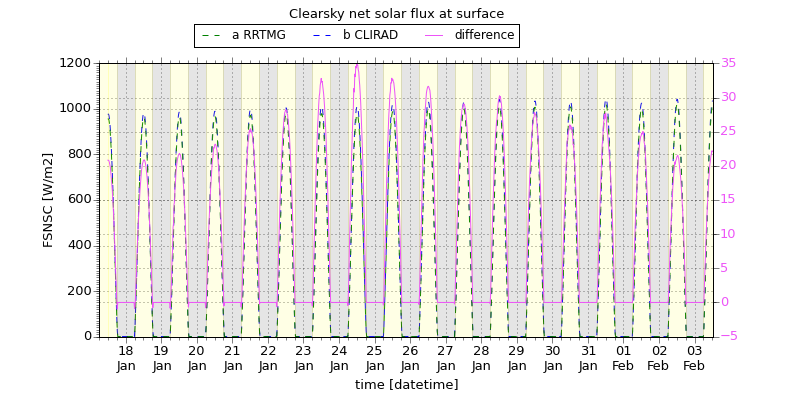 Clearsky net solar flux at surface
a RRTMG b CLIRAD difference
FSNSC [W/m2]
1200
1000
800
600
400
200
0
35
30
25
20
15
10
5
0
−5
18 19 20 21 22 23 24 25 26 27 28 29 30 31 01 02 03
Jan Jan Jan Jan Jan Jan Jan Jan Jan Jan Jan Jan Jan Jan Feb Feb Feb
time [datetime]